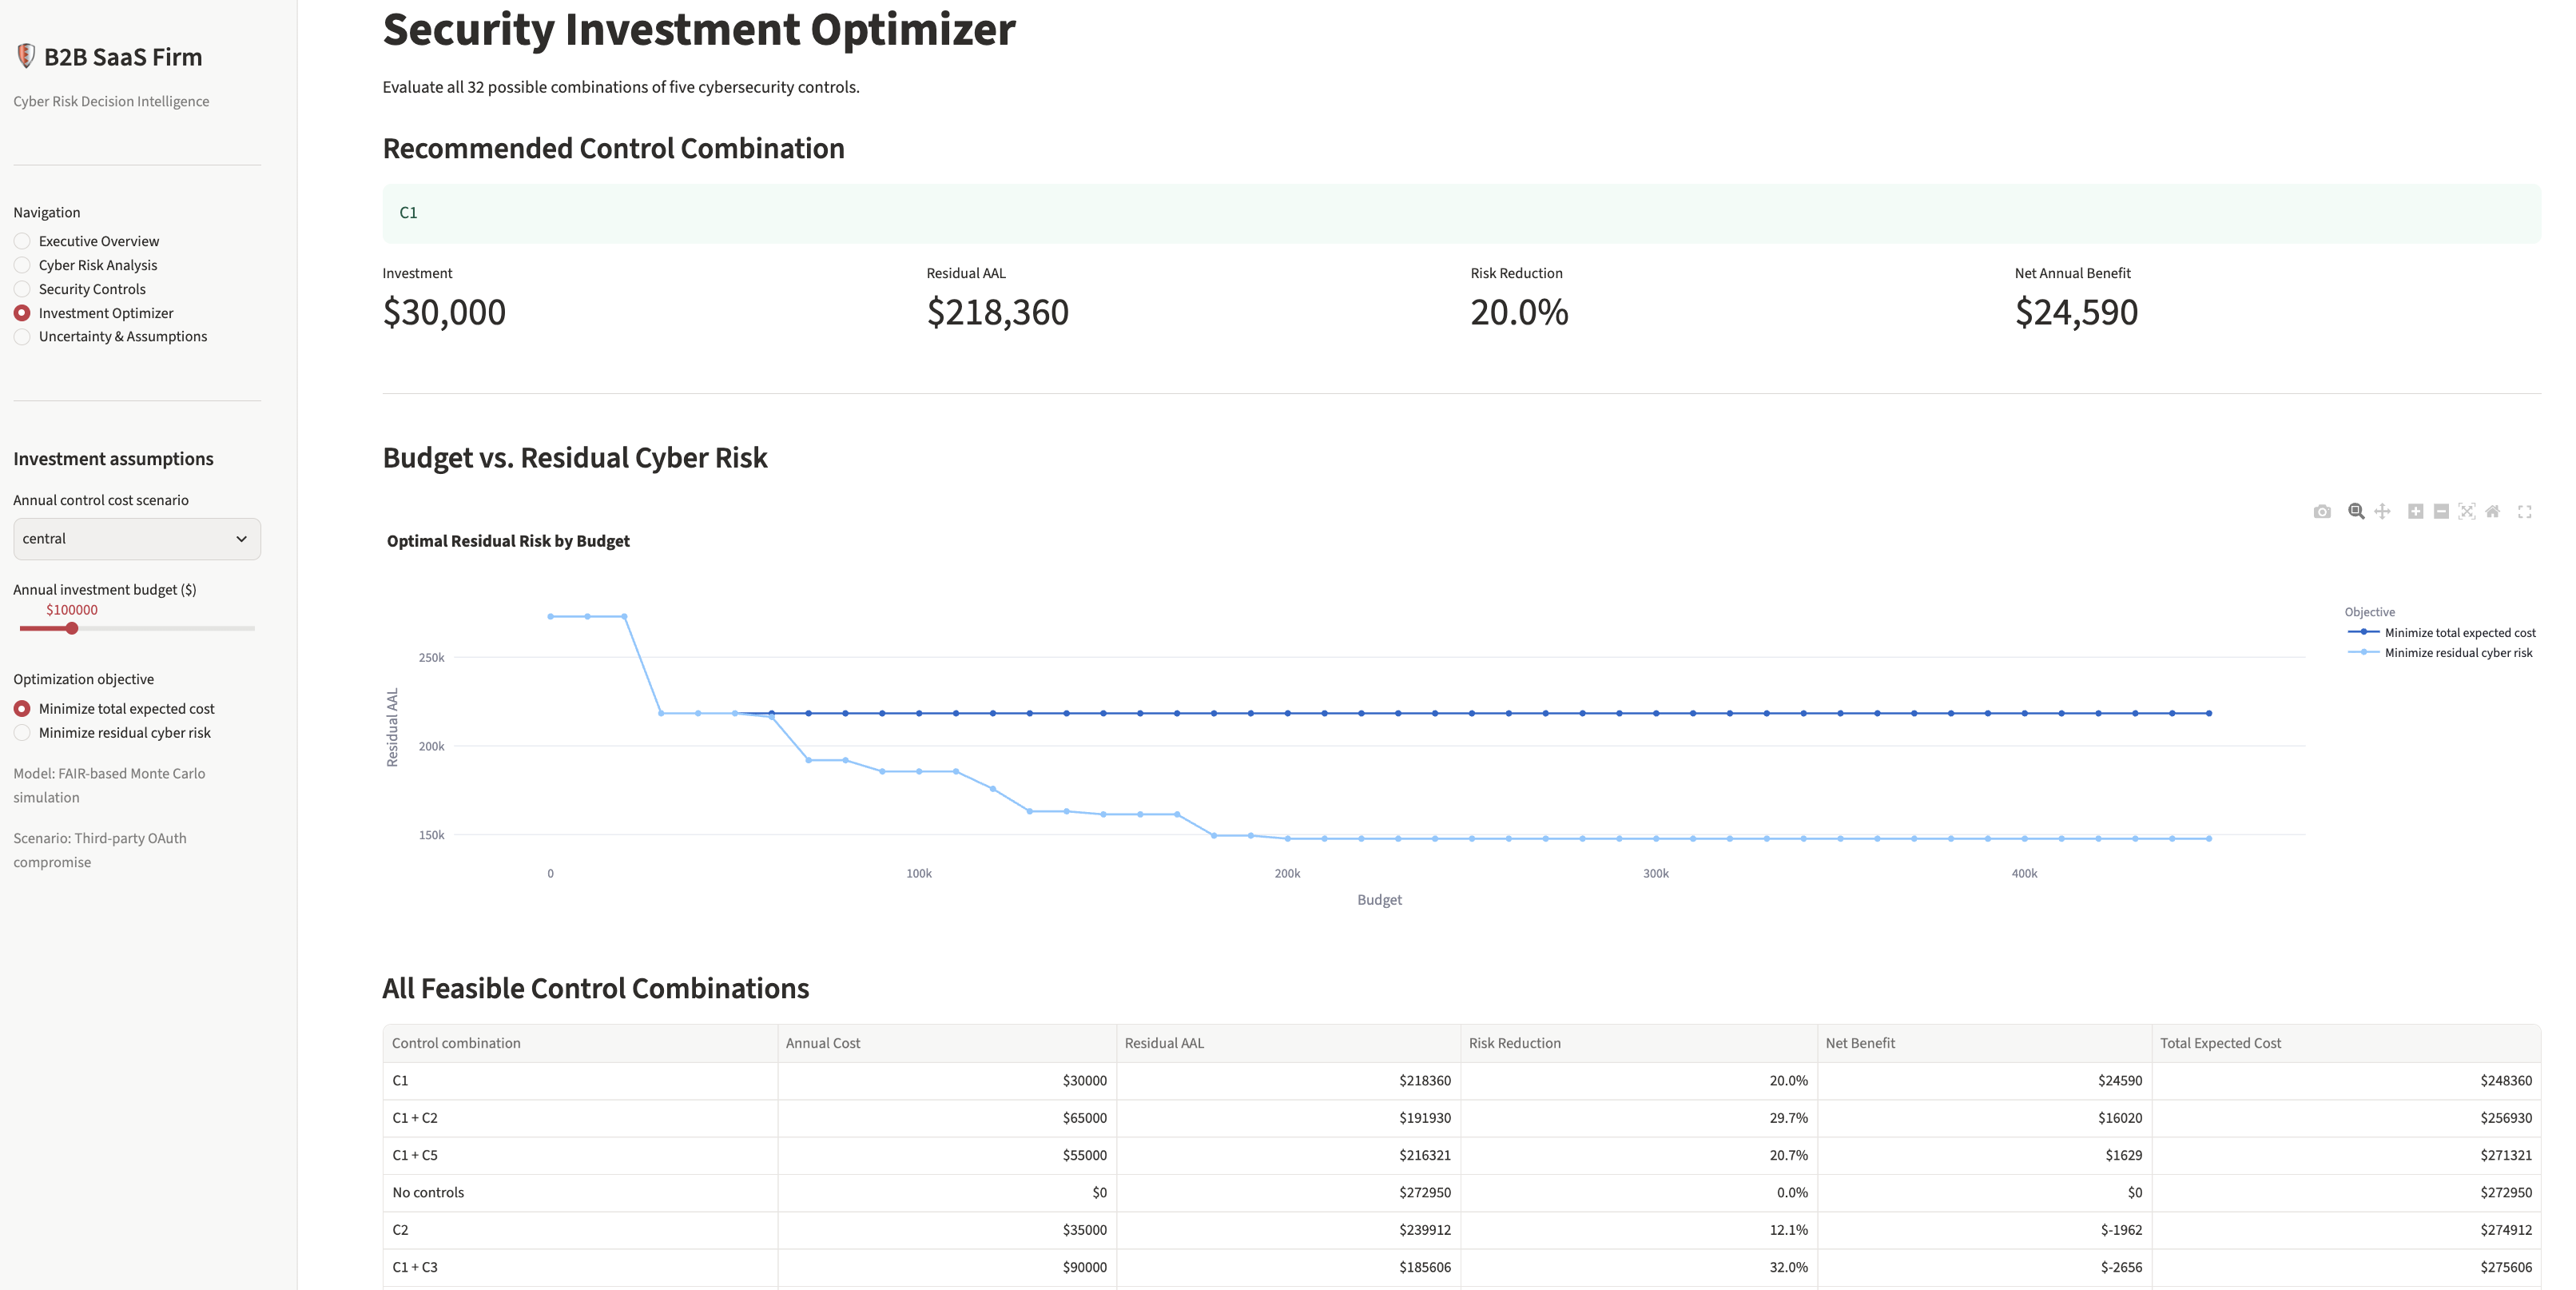 B2B SaaS Firm
Cyber Risk Decision Intelligence
Navigation
Executive Overview
Cyber Risk Analysis
Security Controls
Investment Optimizer
Uncertainty & Assumptions
Investment assumptions
Annual control cost scenario
central
Annual investment budget ($)
$100000
Optimization objective
Minimize total expected cost
Minimize residual cyber risk
Model: FAIR-based Monte Carlo
simulation
Scenario: Third-party OAuth
compromise
Security Investment Optimizer
Evaluate all 32 possible combinations of five cybersecurity controls.
Recommended Control Combination
C1
Investment Residual AAL Risk Reduction Net Annual Benefit
$30,000 $218,360 20.0% $24,590
Budget vs. Residual Cyber Risk
Optimal Residual Risk by Budget
Objective
Minimize total expected cost
Minimize residual cyber risk
Residual AAL
250k
200k
150k
0 100k 200k 300k 400k
Budget
All Feasible Control Combinations
Control combination Annual Cost Residual AAL Risk Reduction Net Benefit Total Expected Cost
C1 $30000 $218360 20.0% $24590 $248360
C1 + C2 $65000 $191930 29.7% $16020 $256930
C1 + C5 $55000 $216321 20.7% $1629 $271321
No controls $0 $272950 0.0% $0 $272950
C2 $35000 $239912 12.1% $-1962 $274912
C1 + C3 $90000 $185606 32.0% $-2656 $275606